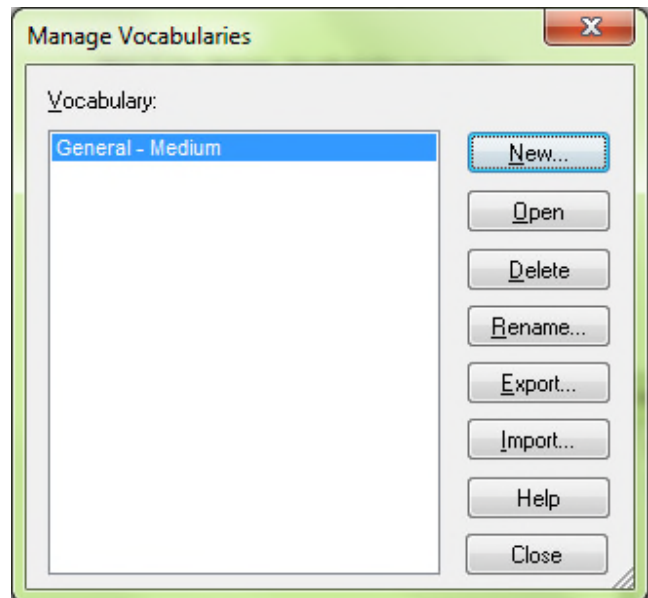 Manage Vocabularies
Vocabulary:
General - Medium
New...
Open
Delete
Rename...
Export...
Import...
Help
Close